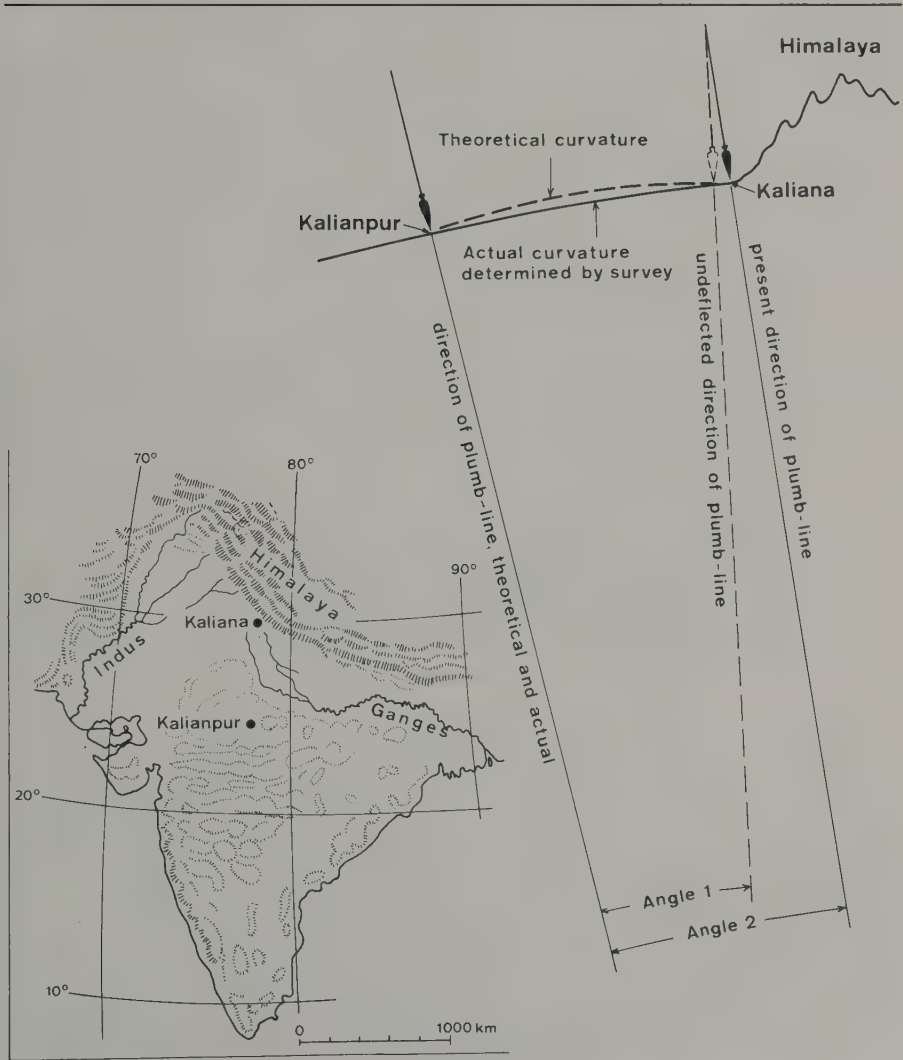 Himalaya
Theoretical curvature
Kalianpur
Kaliana
Actual curvature
determined by survey
direction of plumb-line, theoretical and actual
undeflected direction of plumb-line
present direction of plumb-line
Angle 1
Angle 2
70°
80°
90°
30°
20°
10°
Himalaya
Kaliana
Indus
Kalianpur
Ganges
0
1000 km